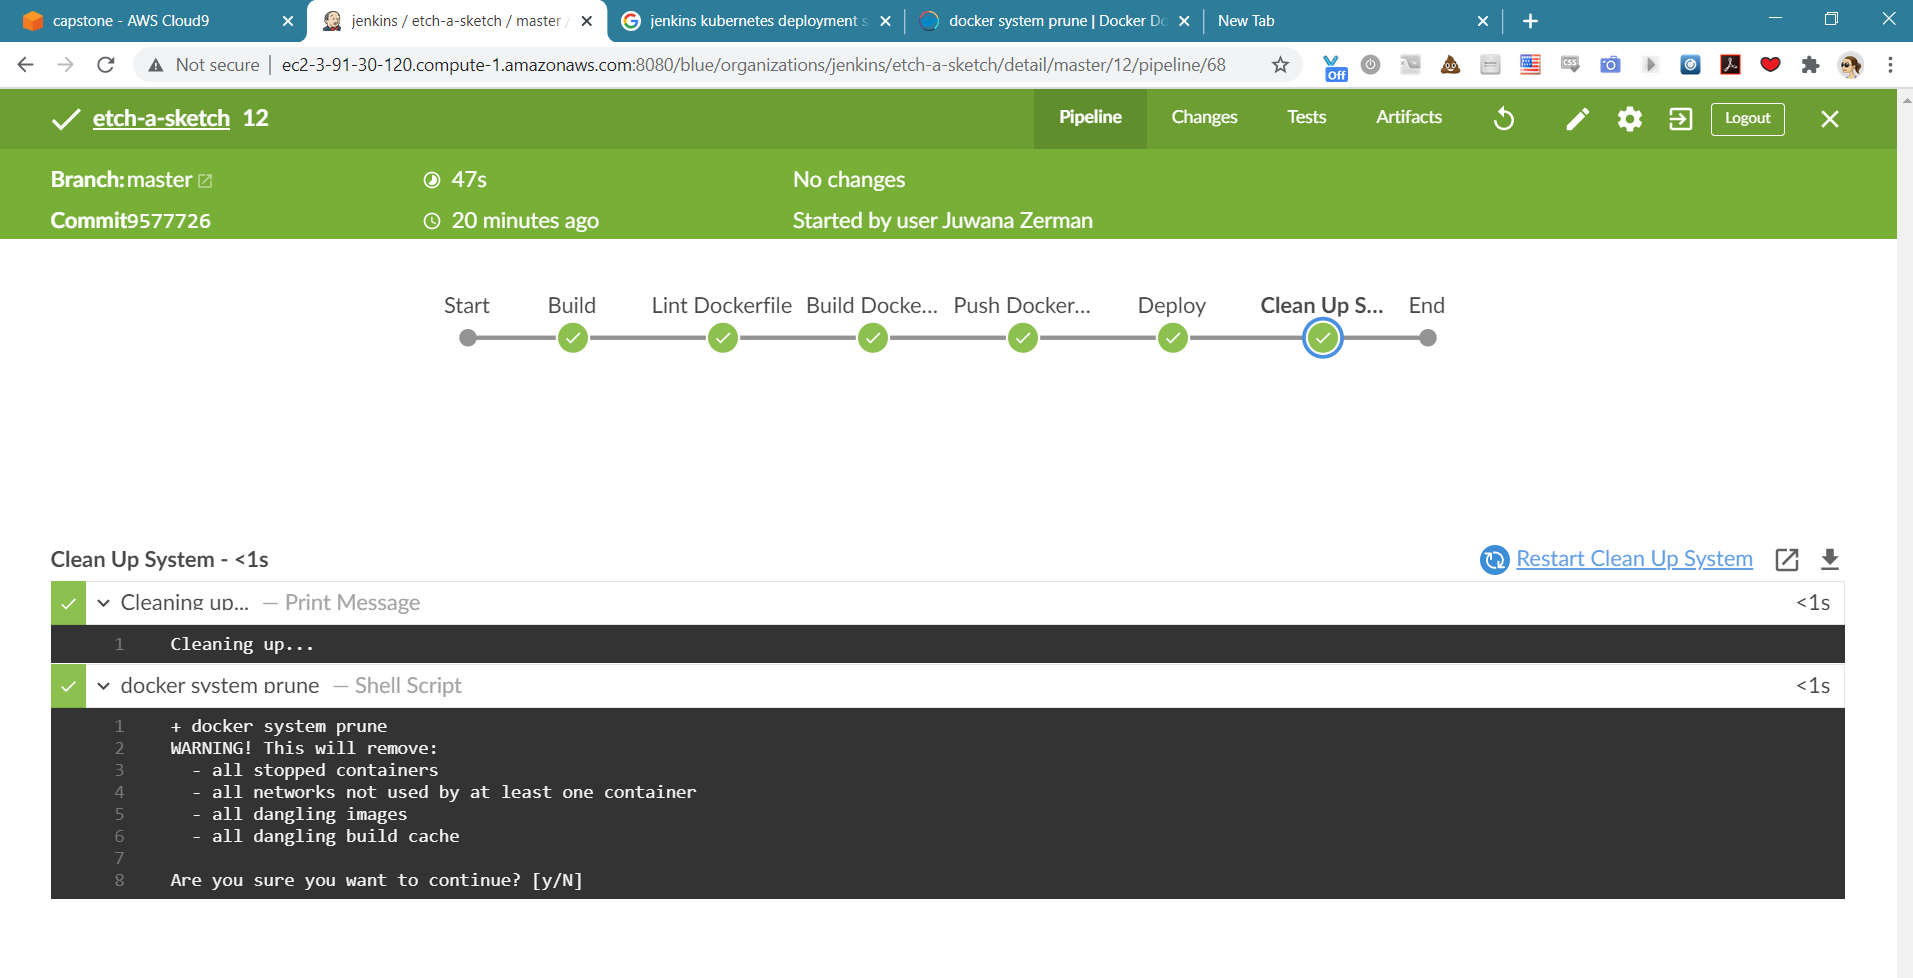 capstone - AWS Cloud9
jenkins / etch-a-sketch / master /
jenkins kubernetes deployment s
docker system prune | Docker Do
New Tab
Not secure | ec2-3-91-30-120.compute-1.amazonaws.com:8080/blue/organizations/jenkins/etch-a-sketch/detail/master/12/pipeline/68
Off
css
etch-a-sketch 12
Pipeline Changes Tests Artifacts Logout
Branch: master 47s No changes
Commit 9577726 20 minutes ago Started by user Juwana Zerman
Start Build Lint Dockerfile Build Docke... Push Docker... Deploy Clean Up S... End
Clean Up System - <1s Restart Clean Up System
Cleaning up... — Print Message <1s
1 Cleaning up...
docker system prune — Shell Script <1s
1 + docker system prune
2 WARNING! This will remove:
3 - all stopped containers
4 - all networks not used by at least one container
5 - all dangling images
6 - all dangling build cache
7
8 Are you sure you want to continue? [y/N]